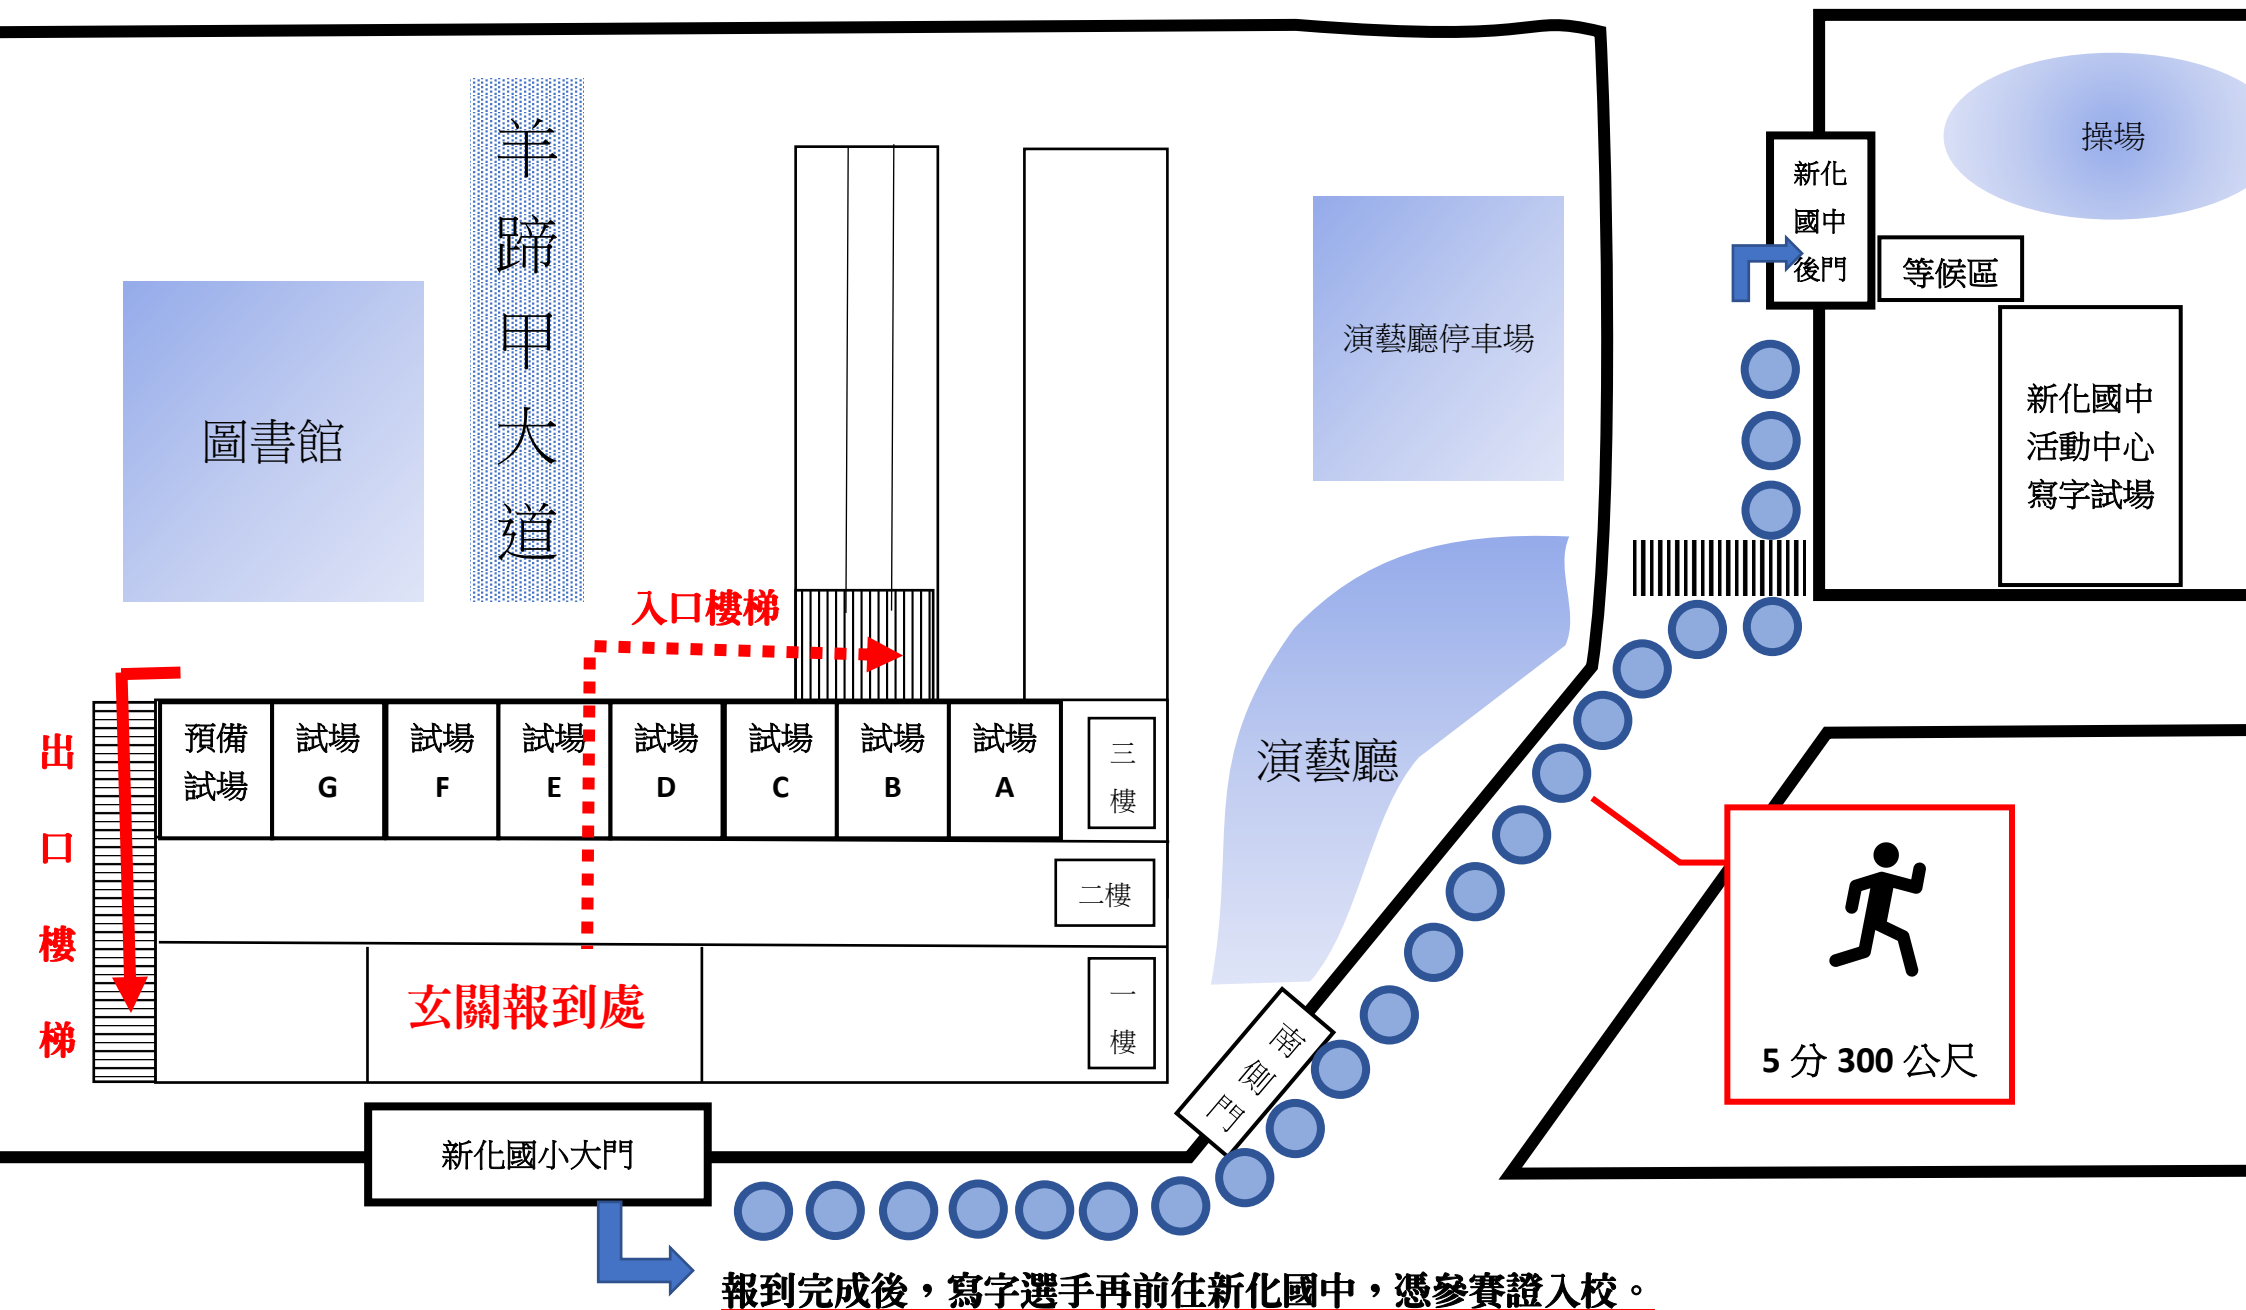 羊蹄甲大道
操場
新化
國中
後門
等候區
演藝廳停車場
圖書館
新化國中
活動中心
寫字試場
入口樓梯
出口樓梯
預備
試場
試場
G
試場
F
試場
E
試場
D
試場
C
試場
B
試場
A
三樓
演藝廳
二樓
玄關報到處
一樓
南側門
5 分 300 公尺
新化國小大門
報到完成後，寫字選手再前往新化國中，憑參賽證入校。